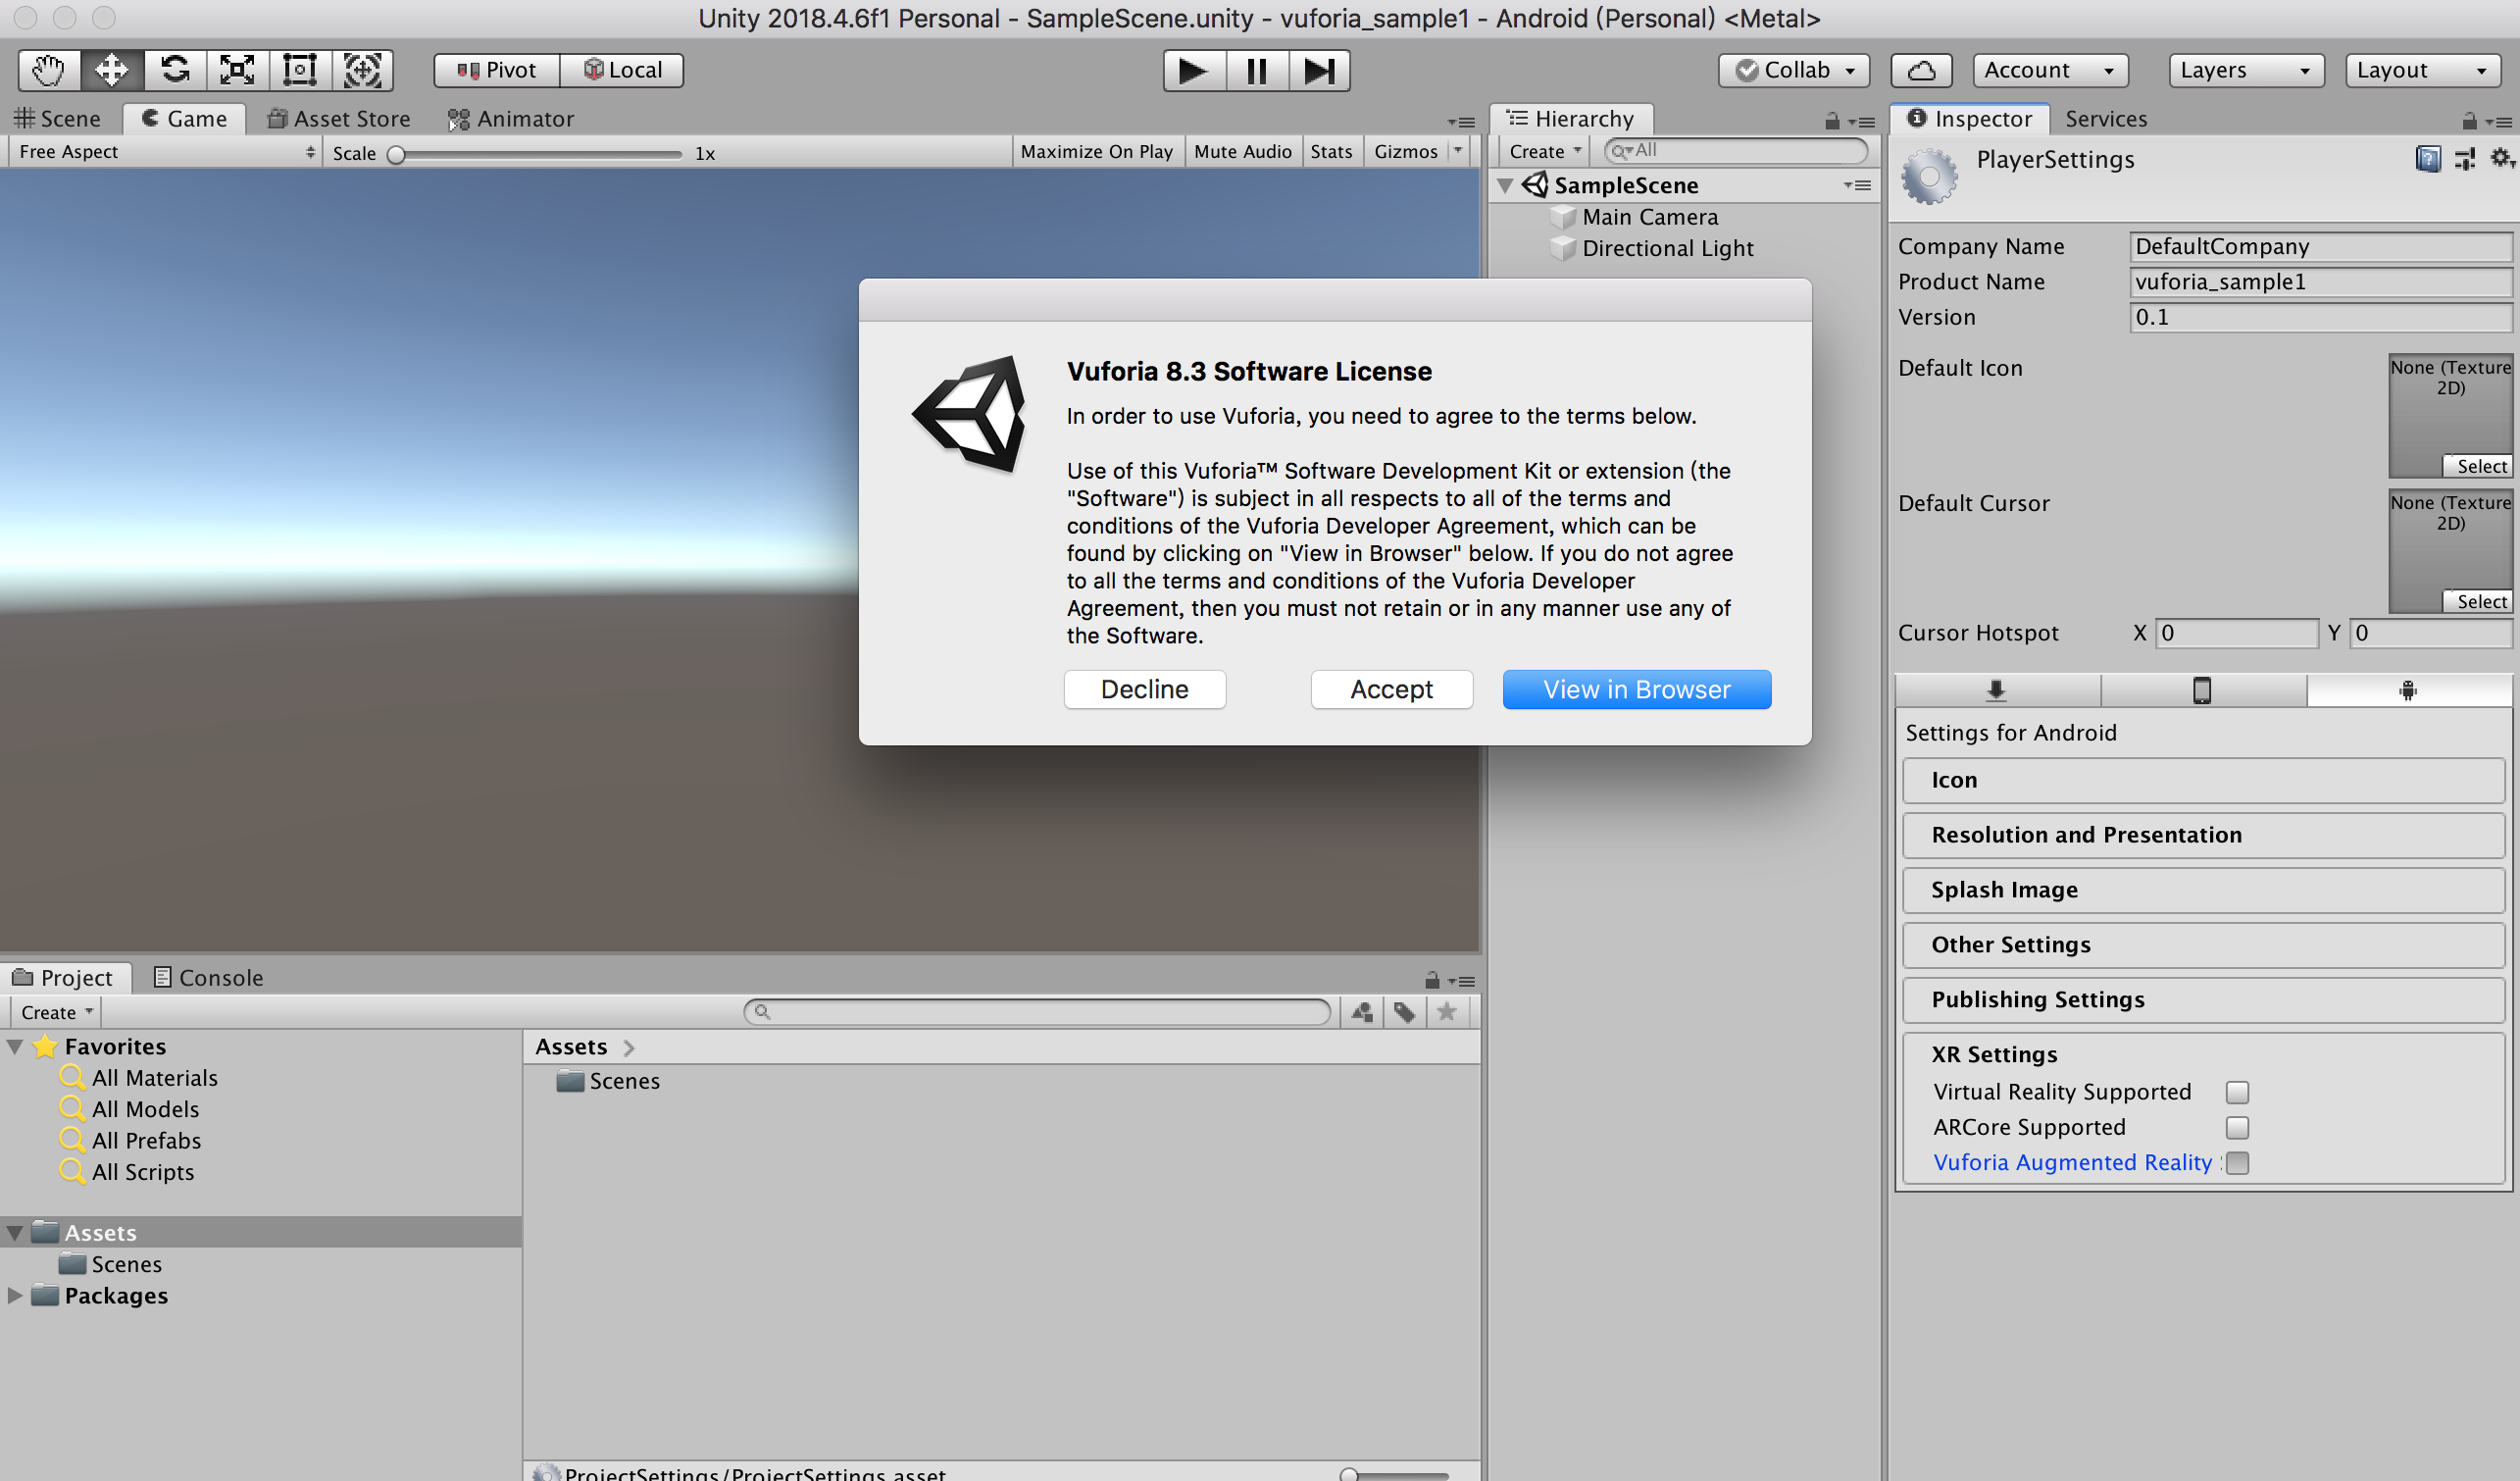 Unity 2018.4.6f1 Personal - SampleScene.unity - vuforia_sample1 - Android (Personal) <Metal>
Pivot Local Collab Account Layers Layout
Scene Game Asset Store Animator
Free Aspect Scale 1x Maximize On Play Mute Audio Stats Gizmos
Hierarchy
Create All
SampleScene
Main Camera
Directional Light
Inspector Services
PlayerSettings
Company Name DefaultCompany
Product Name vuforia_sample1
Version 0.1
Default Icon None (Texture
2D)
Select
Default Cursor None (Texture
2D)
Select
Cursor Hotspot X 0 Y 0
Settings for Android
Icon
Resolution and Presentation
Splash Image
Other Settings
Publishing Settings
XR Settings
Virtual Reality Supported
ARCore Supported
Vuforia Augmented Reality
Vuforia 8.3 Software License
In order to use Vuforia, you need to agree to the terms below.
Use of this Vuforia™ Software Development Kit or extension (the
"Software") is subject in all respects to all of the terms and
conditions of the Vuforia Developer Agreement, which can be
found by clicking on "View in Browser" below. If you do not agree
to all the terms and conditions of the Vuforia Developer
Agreement, then you must not retain or in any manner use any of
the Software.
Decline Accept View in Browser
Project Console
Create
Favorites
All Materials
All Models
All Prefabs
All Scripts
Assets
Scenes
Packages
Assets
Scenes
ProjectSettings/ProjectSettings.asset